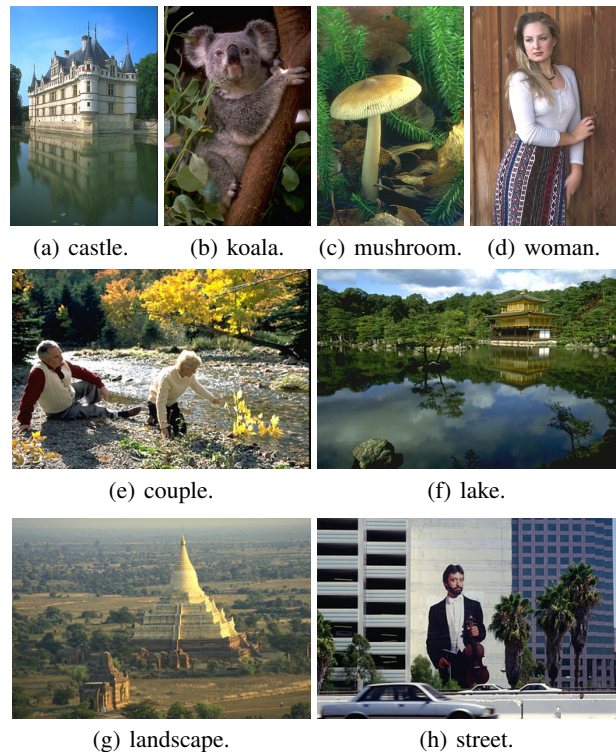 (a) castle.
(b) koala.
(c) mushroom.
(d) woman.
(e) couple.
(f) lake.
(g) landscape.
(h) street.